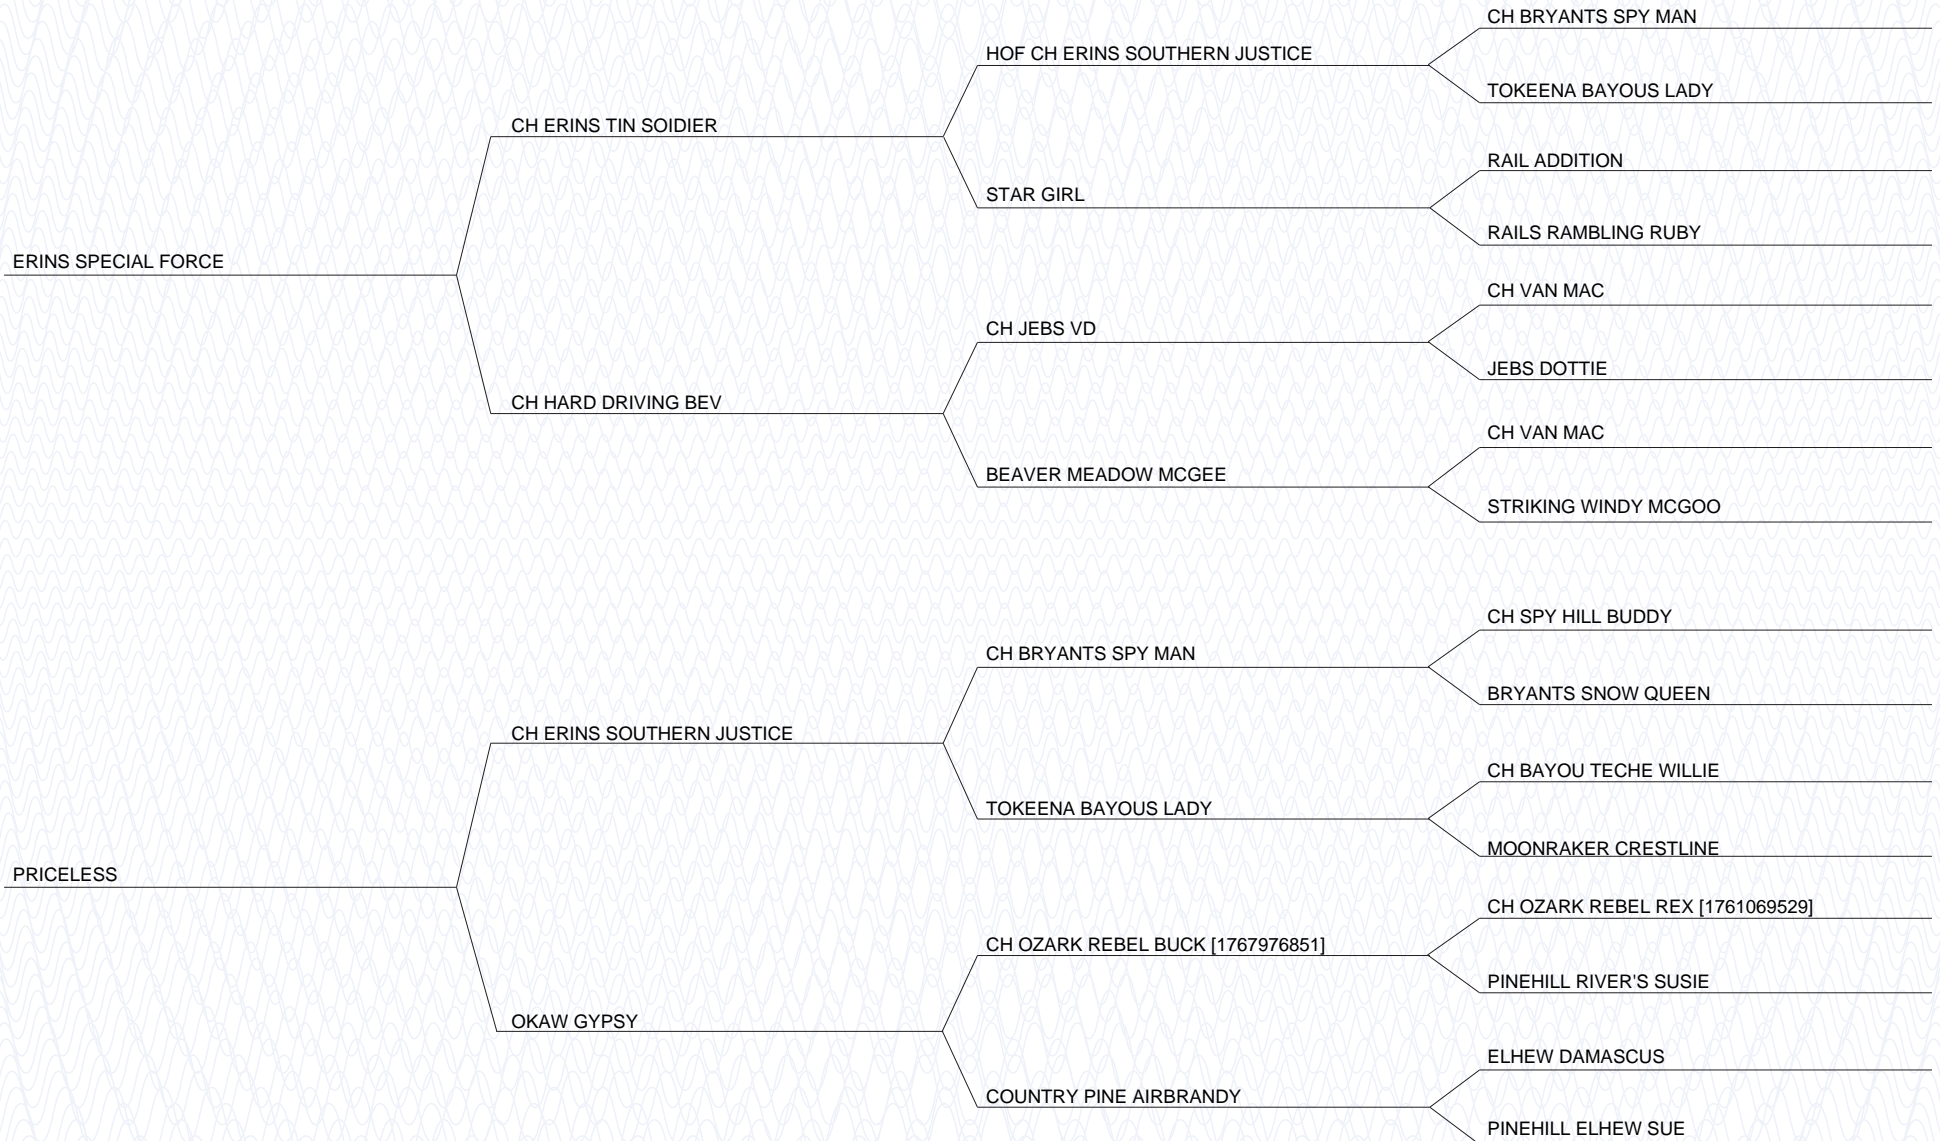 CH BRYANTS SPY MAN
HOF CH ERINS SOUTHERN JUSTICE
TOKEENA BAYOUS LADY
CH ERINS TIN SOIDIER
RAIL ADDITION
STAR GIRL
RAILS RAMBLING RUBY
ERINS SPECIAL FORCE
CH VAN MAC
CH JEBS VD
JEBS DOTTIE
CH HARD DRIVING BEV
CH VAN MAC
BEAVER MEADOW MCGEE
STRIKING WINDY MCGOO
CH SPY HILL BUDDY
CH BRYANTS SPY MAN
BRYANTS SNOW QUEEN
CH ERINS SOUTHERN JUSTICE
CH BAYOU TECHE WILLIE
TOKEENA BAYOUS LADY
MOONRAKER CRESTLINE
PRICELESS
CH OZARK REBEL REX [1761069529]
CH OZARK REBEL BUCK [1767976851]
PINEHILL RIVER'S SUSIE
OKAW GYPSY
ELHEW DAMASCUS
COUNTRY PINE AIRBRANDY
PINEHILL ELHEW SUE